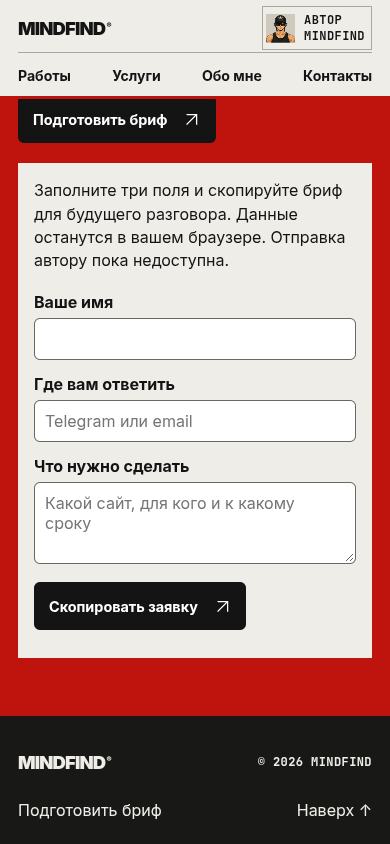 MINDFIND®
АВТОР
MINDFIND
Работы Услуги Обо мне Контакты
Подготовить бриф
Заполните три поля и скопируйте бриф
для будущего разговора. Данные
останутся в вашем браузере. Отправка
автору пока недоступна.
Ваше имя
Где вам ответить
Telegram или email
Что нужно сделать
Какой сайт, для кого и к какому
сроку
Скопировать заявку
MINDFIND®
© 2026 MINDFIND
Подготовить бриф
Наверх ↑